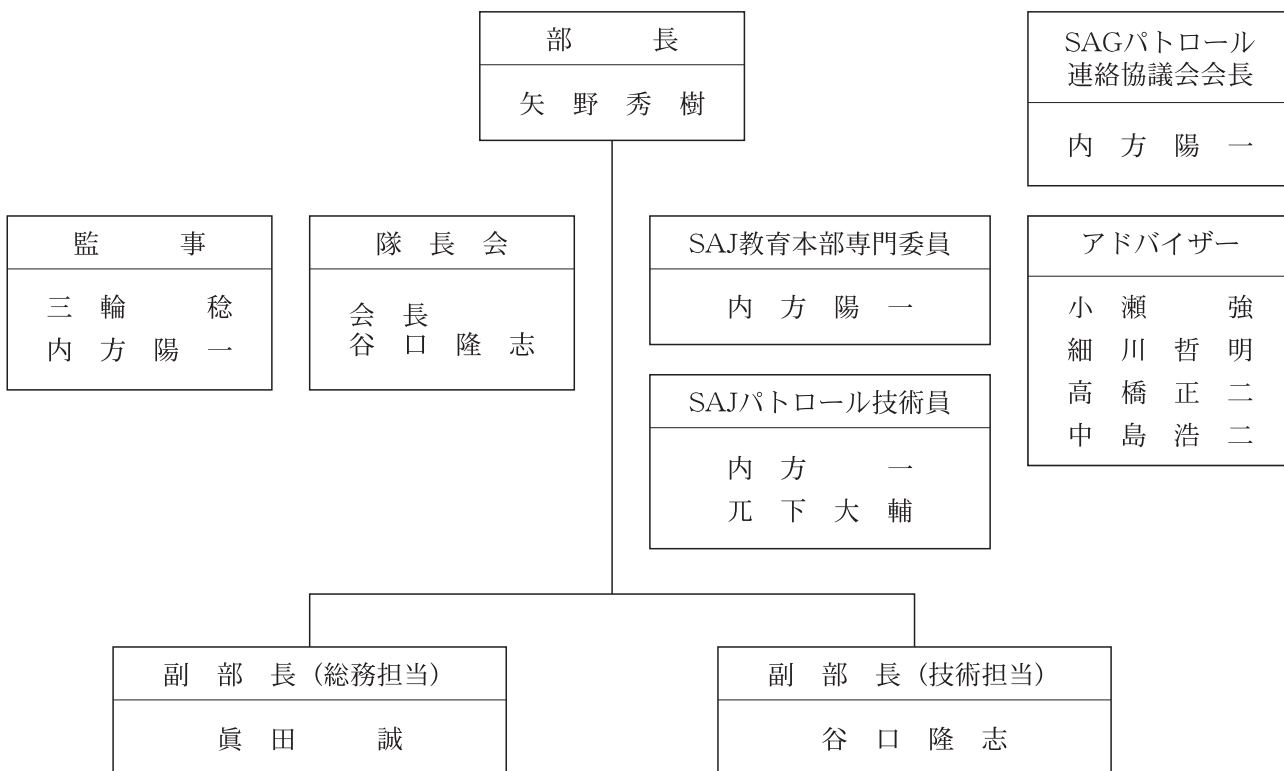 部長
矢野秀樹
SAGパトロール
連絡協議会会長
内方陽一
監事
三輪稔
内方陽一
隊長会
会長
谷口隆志
SAJ教育本部専門委員
内方陽一
SAJパトロール技術員
内方一
兀下大輔
アドバイザー
小瀬強
細川哲明
高橋正二
中島浩二
副部長（総務担当）
眞田誠
副部長（技術担当）
谷口隆志